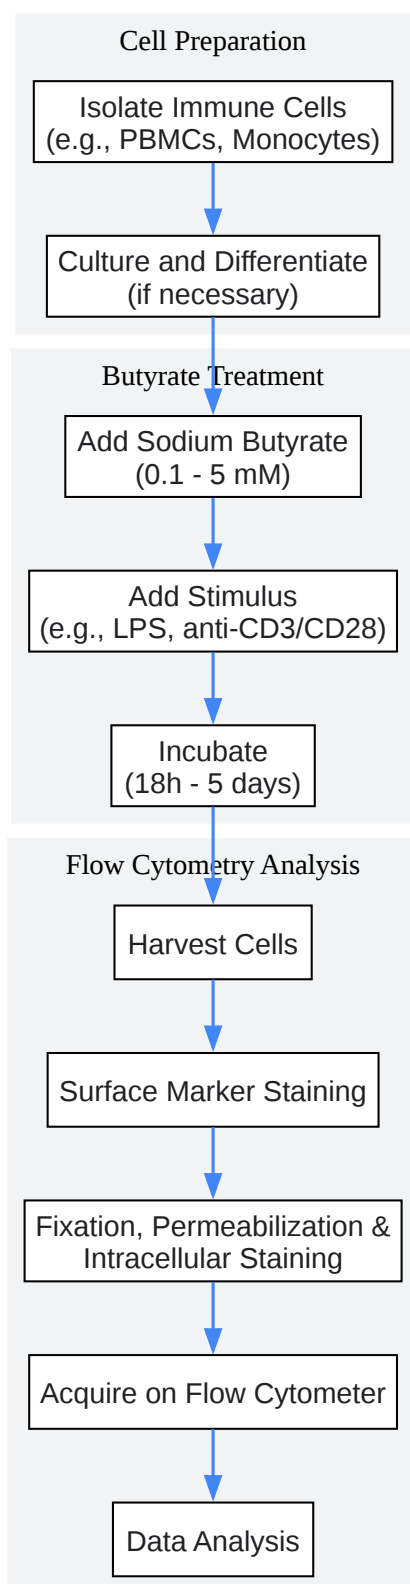 Cell Preparation
Isolate Immune Cells
(e.g., PBMCs, Monocytes)
Culture and Differentiate
(if necessary)
Butyrate Treatment
Add Sodium Butyrate
(0.1 - 5 mM)
Add Stimulus
(e.g., LPS, anti-CD3/CD28)
Incubate
(18h - 5 days)
Flow Cytometry Analysis
Harvest Cells
Surface Marker Staining
Fixation, Permeabilization &
Intracellular Staining
Acquire on Flow Cytometer
Data Analysis